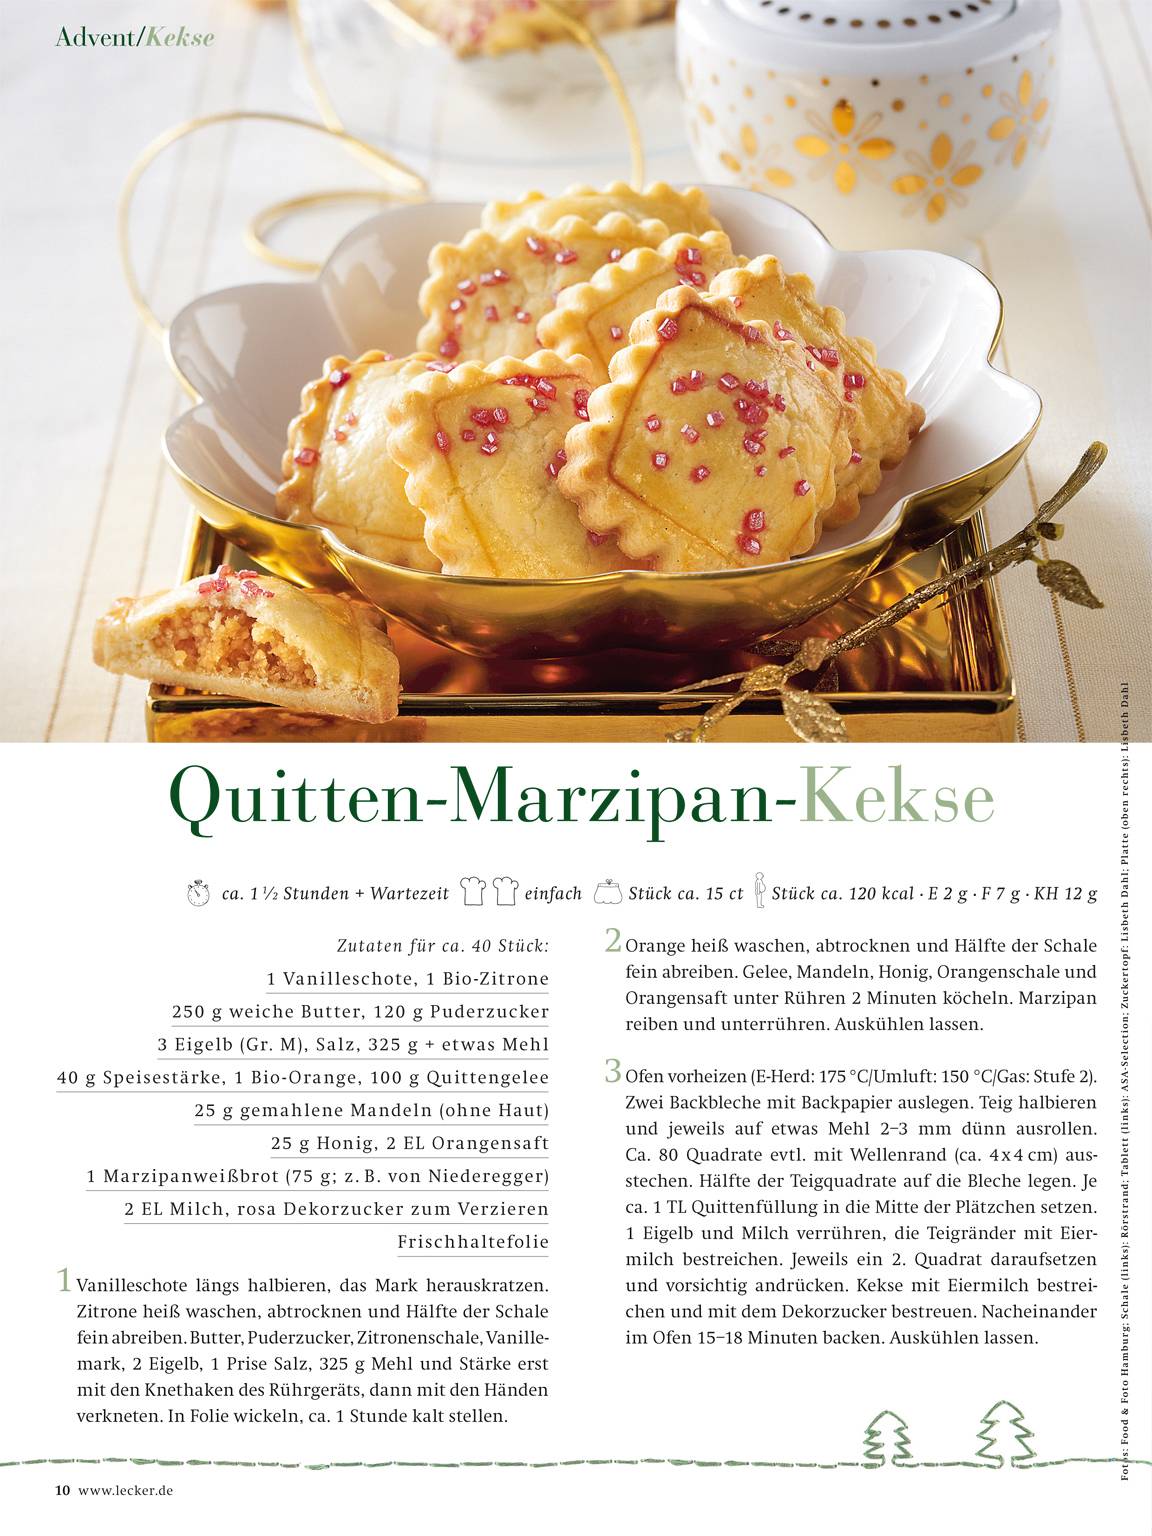 Advent/Kekse
Quitten-Marzipan-Kekse
ca. 1 ½ Stunden + Wartezeit einfach Stück ca. 15 ct Stück ca. 120 kcal · E 2 g · F 7 g · KH 12 g
Zutaten für ca. 40 Stück:
1 Vanilleschote, 1 Bio-Zitrone
250 g weiche Butter, 120 g Puderzucker
3 Eigelb (Gr. M), Salz, 325 g + etwas Mehl
40 g Speisestärke, 1 Bio-Orange, 100 g Quittengelee
25 g gemahlene Mandeln (ohne Haut)
25 g Honig, 2 EL Orangensaft
1 Marzipanweißbrot (75 g; z. B. von Niederegger)
2 EL Milch, rosa Dekorzucker zum Verzieren
Frischhaltefolie
1 Vanilleschote längs halbieren, das Mark herauskratzen.
Zitrone heiß waschen, abtrocknen und Hälfte der Schale
fein abreiben. Butter, Puderzucker, Zitronenschale, Vanille-
mark, 2 Eigelb, 1 Prise Salz, 325 g Mehl und Stärke erst
mit den Knethaken des Rührgeräts, dann mit den Händen
verkneten. In Folie wickeln, ca. 1 Stunde kalt stellen.
2 Orange heiß waschen, abtrocknen und Hälfte der Schale
fein abreiben. Gelee, Mandeln, Honig, Orangenschale und
Orangensaft unter Rühren 2 Minuten köcheln. Marzipan
reiben und unterrühren. Auskühlen lassen.
3 Ofen vorheizen (E-Herd: 175 °C/Umluft: 150 °C/Gas: Stufe 2).
Zwei Backbleche mit Backpapier auslegen. Teig halbieren
und jeweils auf etwas Mehl 2–3 mm dünn ausrollen.
Ca. 80 Quadrate evtl. mit Wellenrand (ca. 4 x 4 cm) aus-
stechen. Hälfte der Teigquadrate auf die Bleche legen. Je
ca. 1 TL Quittenfüllung in die Mitte der Plätzchen setzen.
1 Eigelb und Milch verrühren, die Teigränder mit Eier-
milch bestreichen. Jeweils ein 2. Quadrat daraufsetzen
und vorsichtig andrücken. Kekse mit Eiermilch bestrei-
chen und mit dem Dekorzucker bestreuen. Nacheinander
im Ofen 15–18 Minuten backen. Auskühlen lassen.
Fotos: Food & Foto Hamburg; Schale (links): Rörstrand; Tablett (links): ASA-Selection; Zuckertopf: Lisbeth Dahl; Platte (oben rechts): Lisbeth Dahl
10 www.lecker.de